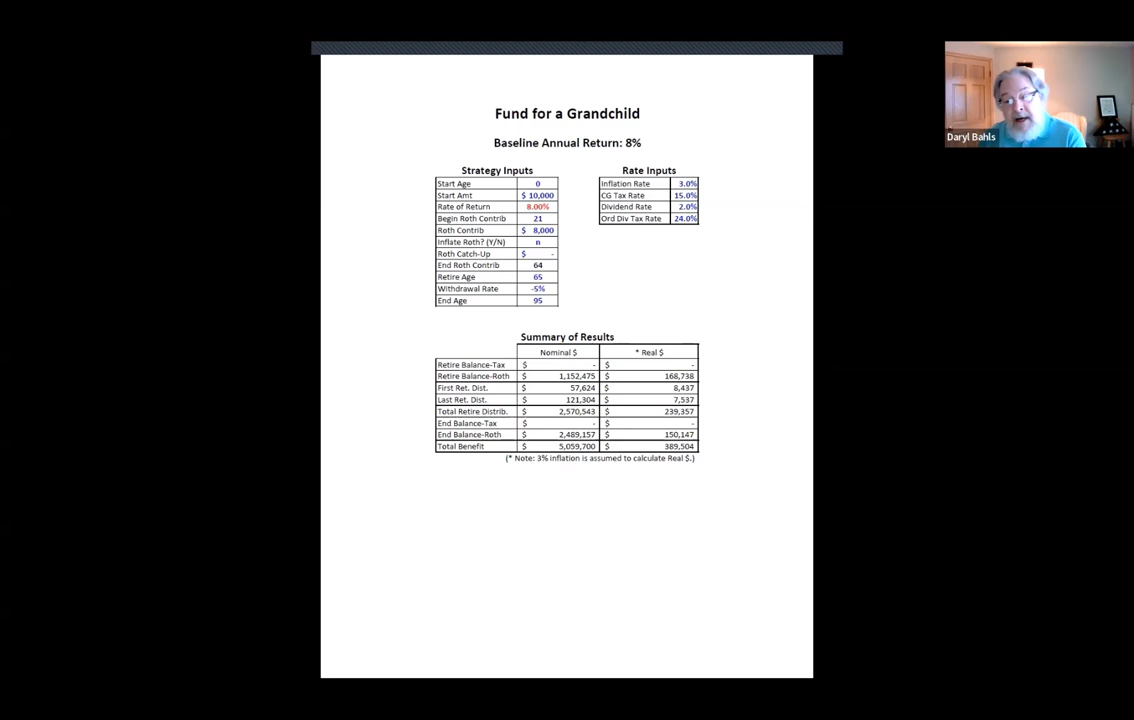 Fund for a Grandchild
Baseline Annual Return: 8%
Strategy Inputs
Start Age 0
Start Amt $ 10,000
Rate of Return 8.00%
Begin Roth Contrib 21
Roth Contrib $ 8,000
Inflate Roth? (Y/N) n
Roth Catch-Up $ -
End Roth Contrib 64
Retire Age 65
Withdrawal Rate -5%
End Age 95
Rate Inputs
Inflation Rate 3.0%
CG Tax Rate 15.0%
Dividend Rate 2.0%
Ord Div Tax Rate 24.0%
Summary of Results
Nominal $ * Real $
Retire Balance-Tax $ - $ -
Retire Balance-Roth $ 1,152,475 $ 168,738
First Ret. Dist. $ 57,624 $ 8,437
Last Ret. Dist. $ 121,304 $ 7,537
Total Retire Distrib. $ 2,570,543 $ 239,357
End Balance-Tax $ - $ -
End Balance-Roth $ 2,489,157 $ 150,147
Total Benefit $ 5,059,700 $ 389,504
(* Note: 3% inflation is assumed to calculate Real $.)
Daryl Bahls